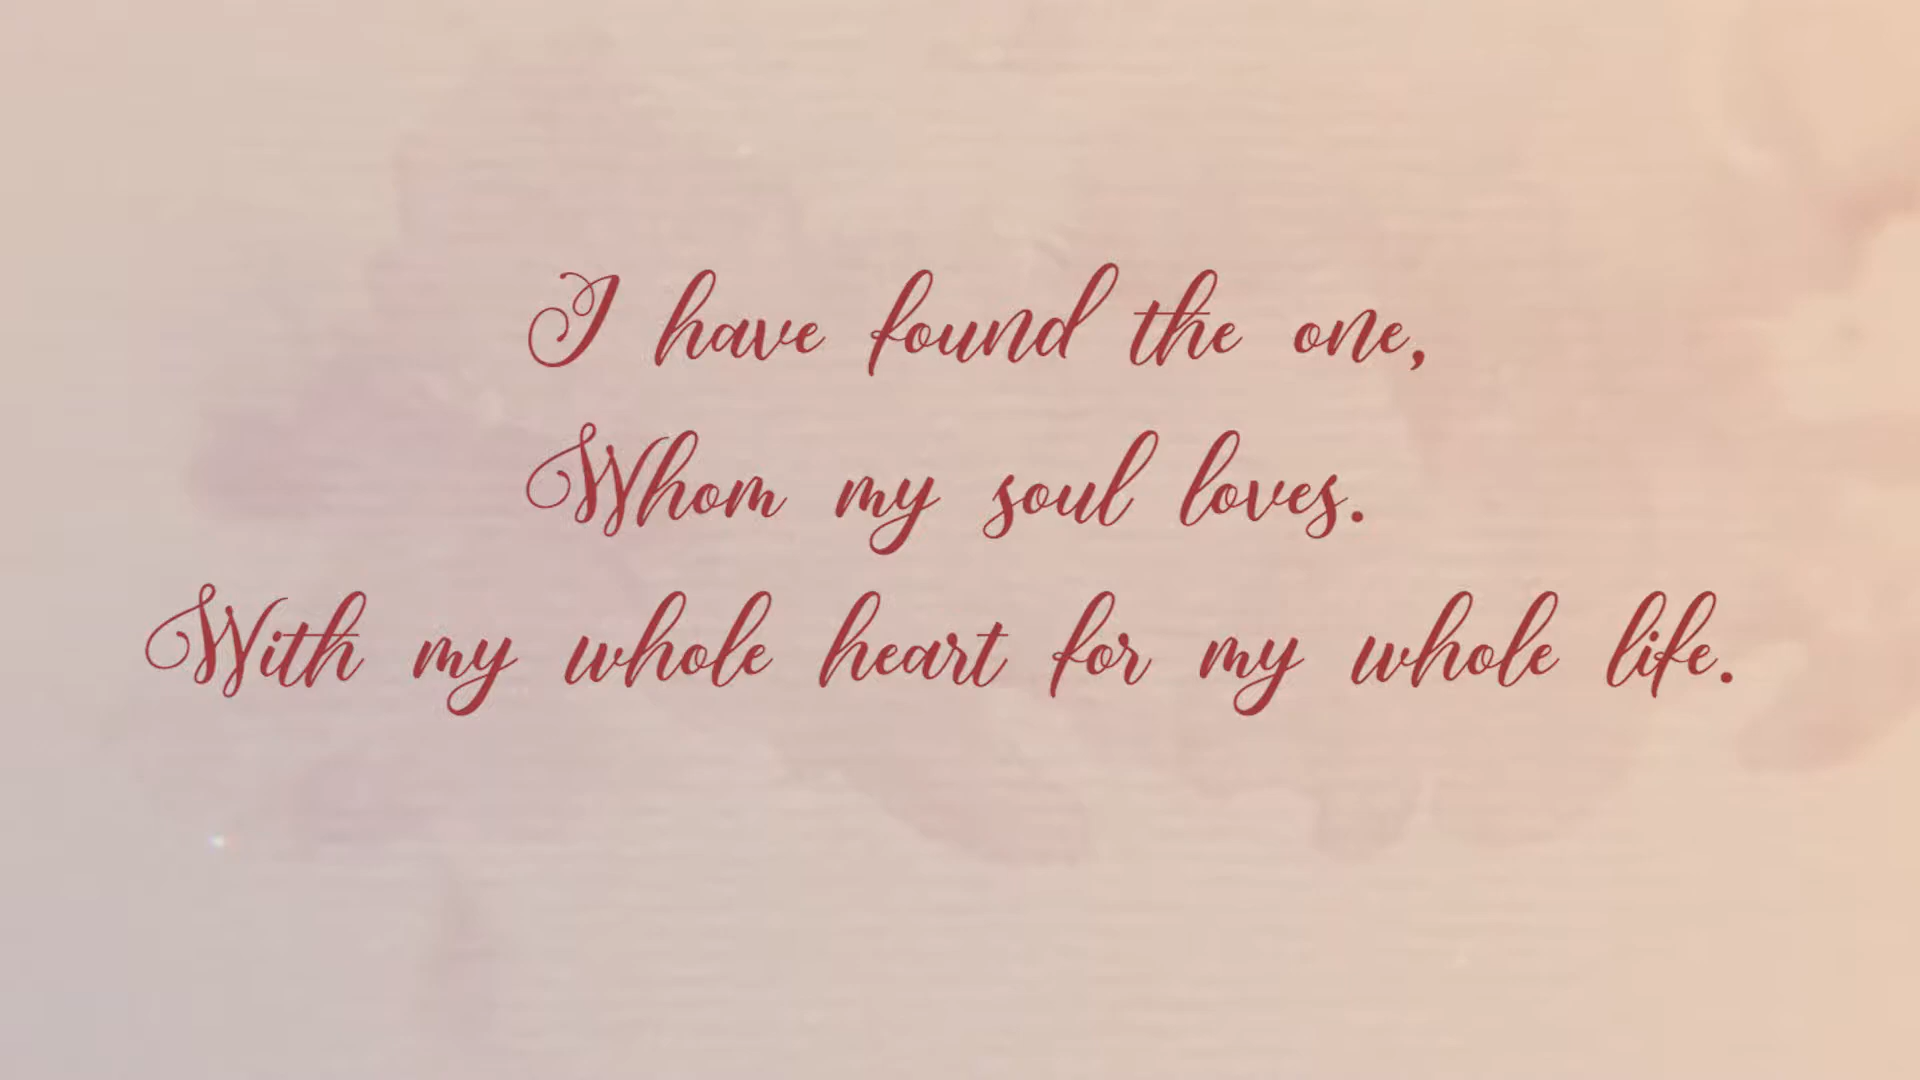 I have found the one,
Whom my soul loves.
With my whole heart for my whole life.